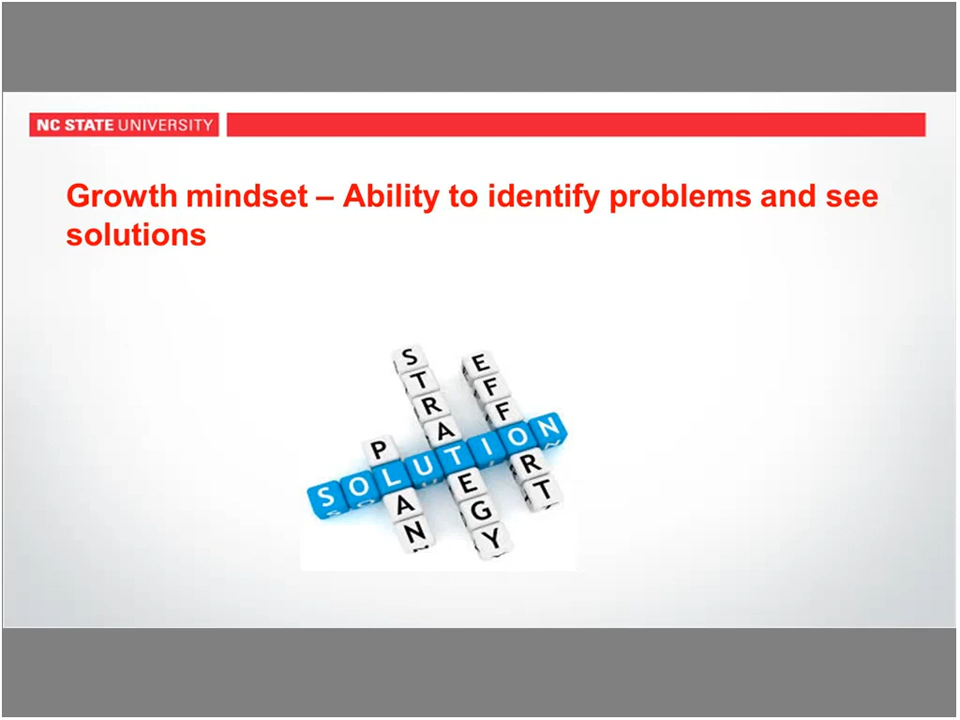 NC STATE UNIVERSITY
Growth mindset – Ability to identify problems and see
solutions
SOLUTION
PLAN
STRATEGY
EFFORT